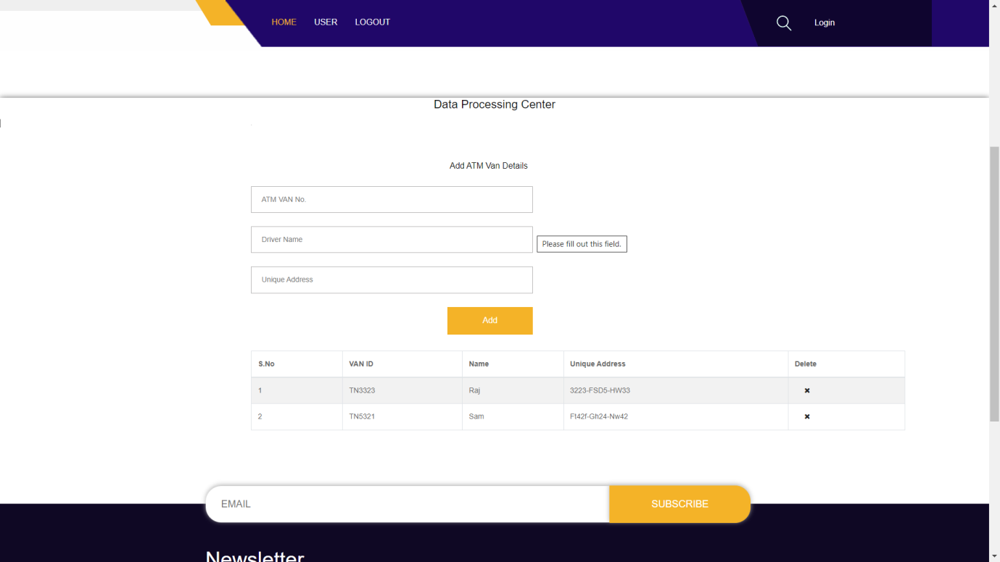 HOME USER LOGOUT Login
Data Processing Center
Add ATM Van Details
ATM VAN No.
Driver Name
Please fill out this field.
Unique Address
Add
S.No VAN ID Name Unique Address Delete
1 TN3323 Raj 3223-FSD5-HW33 ✖
2 TN5321 Sam Ft42f-Gh24-Nw42 ✖
EMAIL SUBSCRIBE
Newsletter